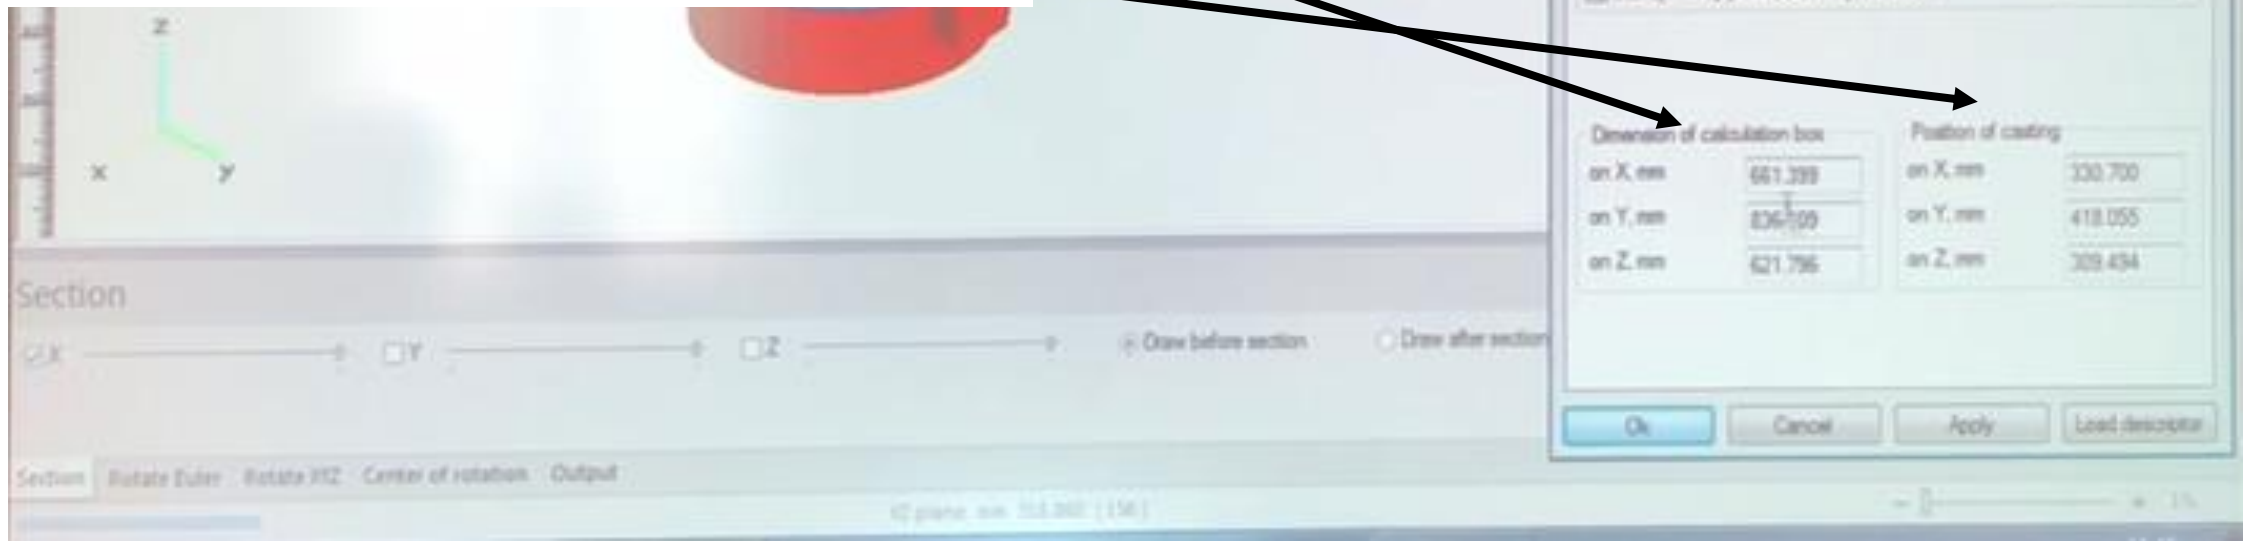 Z
X
Y
Dimension of calculation box
on X, mm 661.399
on Y, mm
on Z, mm 621.796
Position of casting
on X, mm 330.700
on Y, mm 418.055
on Z, mm 309.494
Section
X Y Z Draw before section Draw after section
Ok Cancel Apply Load descriptor
Section Rotate Euler Rotate XYZ Center of rotation Output